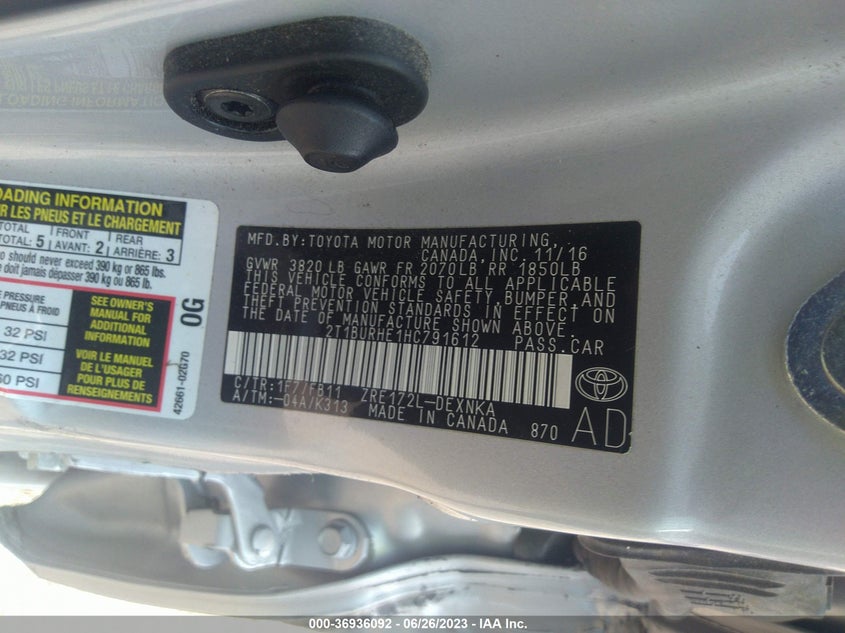 OADING INFORMATION
R LES PNEUS ET LE CHARGEMENT
TOTAL FRONT REAR
TOTAL: 5 AVANT: 2 ARRIÈRE: 3
should never exceed 390 kg or 865 lbs.
doit jamais dépasser 390 kg ou 865 lb.
PRESSURE
PNEUS À FROID
32 PSI
32 PSI
60 PSI
SEE OWNER'S
MANUAL FOR
ADDITIONAL
INFORMATION
VOIR LE MANUEL
DE L'USAGER
POUR PLUS DE
RENSEIGNEMENTS
OG
42661-02G70
MFD.BY:TOYOTA MOTOR MANUFACTURING,
CANADA, INC. 11/16
GVWR 3820LB GAWR FR 2070LB RR 1850LB
THIS VEHICLE CONFORMS TO ALL APPLICABLE
FEDERAL MOTOR VEHICLE SAFETY, BUMPER, AND
THEFT PREVENTION STANDARDS IN EFFECT ON
THE DATE OF MANUFACTURE SHOWN ABOVE.
2T1BURHE1HC791612 PASS.CAR
C/TR:1F7/FB11 ZRE172L-DEXNKA
A/TM:-04A/K313 MADE IN CANADA 870
AD
000-36936092 / 06/26/2023 / IAA Inc.